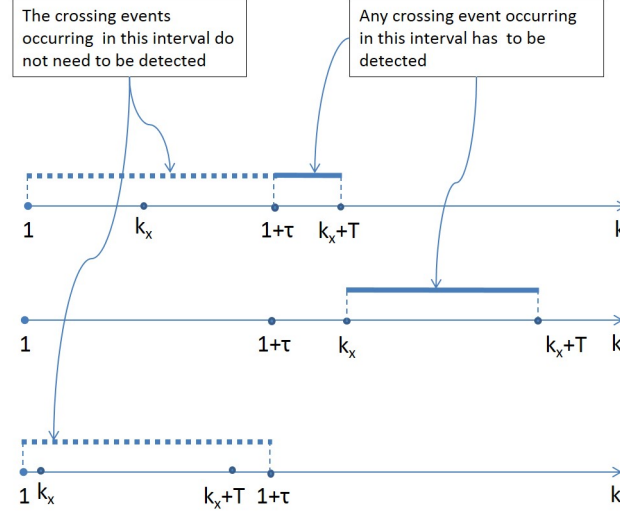 The crossing events
occurring in this interval do
not need to be detected
Any crossing event occurring
in this interval has to be
detected
1 kx 1+τ kx+T k
1 1+τ kx kx+T k
1 kx kx+T 1+τ k